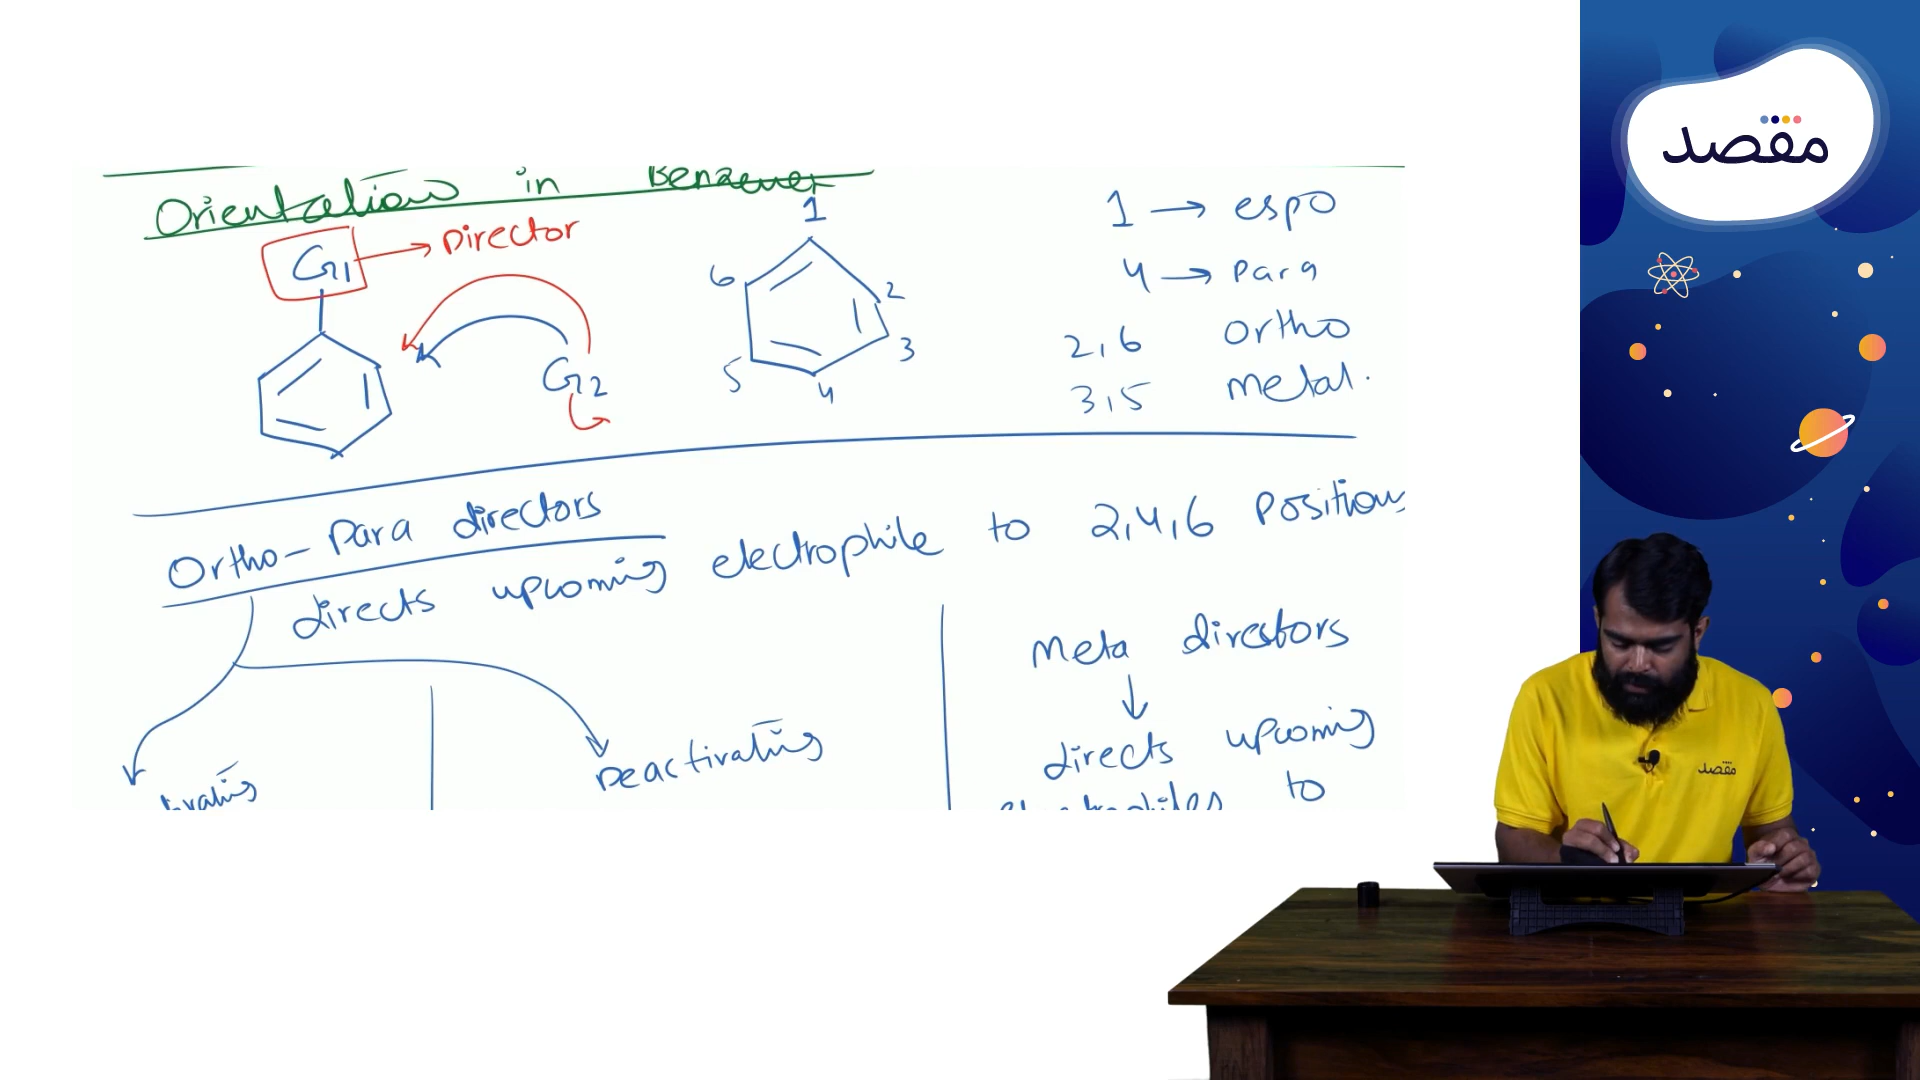 Orientation in Benzene
G1 → Director
G2
1
2
3
4
5
6
1 → espo
4 → para
2,6 ortho
3,5 metal.
Ortho-Para directors
directs upcoming electrophile to 2,4,6 positions
Deactivating
Meta directors
directs upcoming
to
مقصد
مقصد